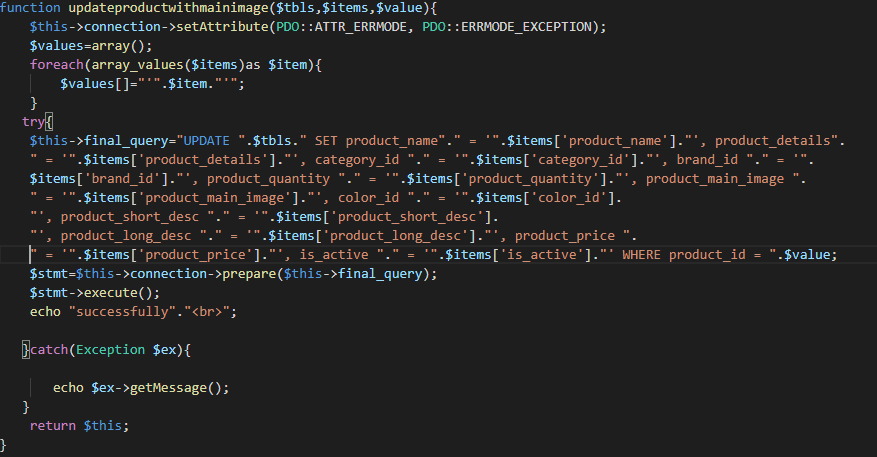 function updateproductwithmainimage($tbls,$items,$value){
$this->connection->setAttribute(PDO::ATTR_ERRMODE, PDO::ERRMODE_EXCEPTION);
$values=array();
foreach(array_values($items)as $item){
$values[]="'".$item."'";
}
try{
$this->final_query="UPDATE ".$tbls." SET product_name"." = '".$items['product_name']."', product_details".
" = '".$items['product_details']."', category_id "." = '".$items['category_id']."', brand_id "." = '".
$items['brand_id']."', product_quantity "." = '".$items['product_quantity']."', product_main_image ".
" = '".$items['product_main_image']."', color_id "." = '".$items['color_id'].
"', product_short_desc "." = '".$items['product_short_desc'].
"', product_long_desc "." = '".$items['product_long_desc']."', product_price ".
" = '".$items['product_price']."', is_active "." = '".$items['is_active']."' WHERE product_id = ".$value;
$stmt=$this->connection->prepare($this->final_query);
$stmt->execute();
echo "successfully"."<br>";
}catch(Exception $ex){
echo $ex->getMessage();
}
return $this;
}